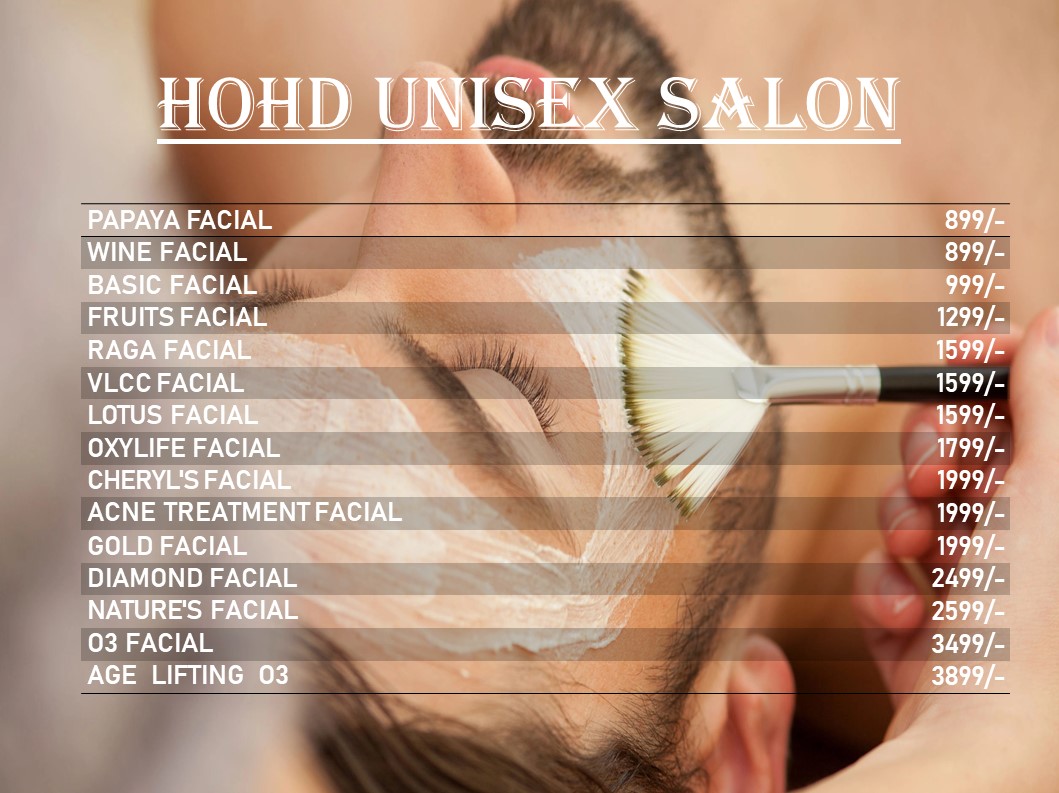 HOHD UNISEX SALON
PAPAYA FACIAL 899/-
WINE FACIAL 899/-
BASIC FACIAL 999/-
FRUITS FACIAL 1299/-
RAGA FACIAL 1599/-
VLCC FACIAL 1599/-
LOTUS FACIAL 1599/-
OXYLIFE FACIAL 1799/-
CHERYL'S FACIAL 1999/-
ACNE TREATMENT FACIAL 1999/-
GOLD FACIAL 1999/-
DIAMOND FACIAL 2499/-
NATURE'S FACIAL 2599/-
O3 FACIAL 3499/-
AGE LIFTING O3 3899/-